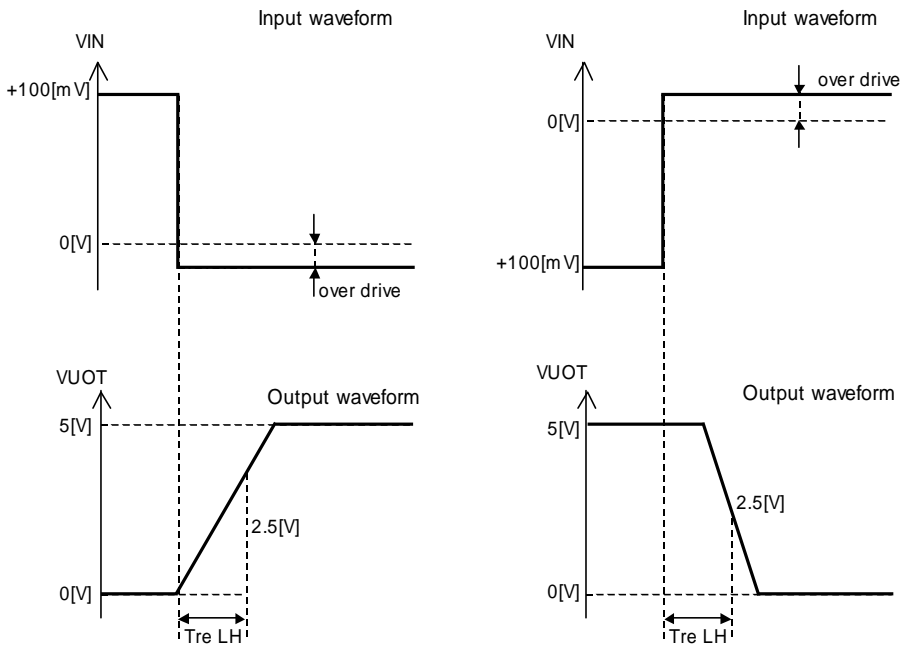 Input waveform
VIN
+100[mV]
0[V]
over drive
VUOT
Output waveform
5[V]
2.5[V]
0[V]
Tre LH
Input waveform
VIN
over drive
0[V]
+100[mV]
VUOT
Output waveform
5[V]
2.5[V]
0[V]
Tre LH